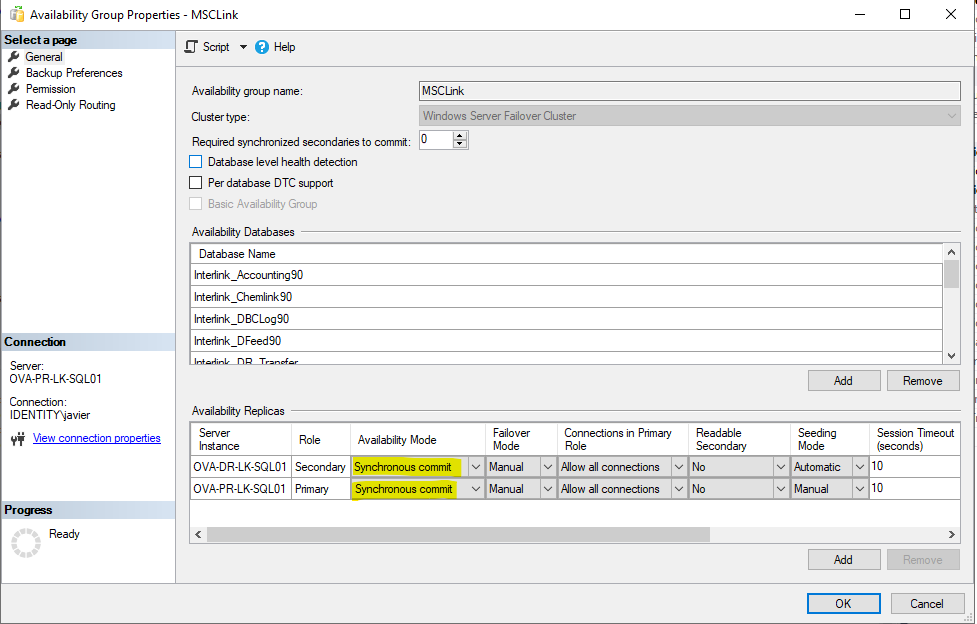 Availability Group Properties - MSCLink
Select a page
General
Backup Preferences
Permission
Read-Only Routing
Script
Help
Availability group name:
MSCLink
Cluster type:
Windows Server Failover Cluster
Required synchronized secondaries to commit:
0
Database level health detection
Per database DTC support
Basic Availability Group
Availability Databases
Database Name
Interlink_Accounting90
Interlink_Chemlink90
Interlink_DBCLog90
Interlink_DFeed90
Interlink_DR_Transfer
Add
Remove
Connection
Server:
OVA-PR-LK-SQL01
Connection:
IDENTITY\javier
View connection properties
Progress
Ready
Availability Replicas
Server Instance
Role
Availability Mode
Failover Mode
Connections in Primary Role
Readable Secondary
Seeding Mode
Session Timeout (seconds)
OVA-DR-LK-SQL01 Secondary Synchronous commit Manual Allow all connections No Automatic 10
OVA-PR-LK-SQL01 Primary Synchronous commit Manual Allow all connections No Manual 10
Add
Remove
OK
Cancel